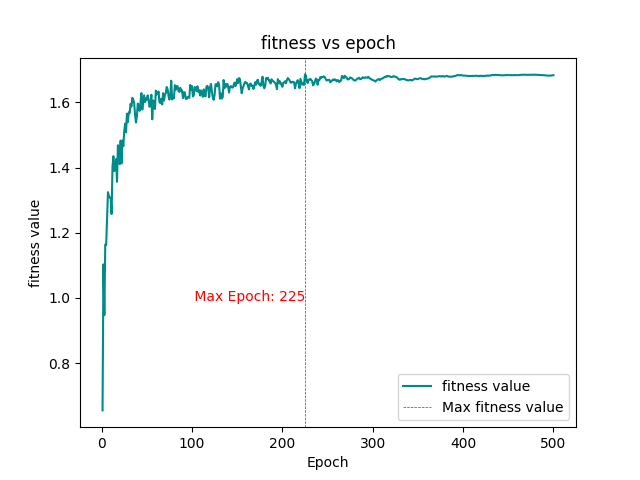 fitness vs epoch
fitness value
1.6
1.4
1.2
1.0
0.8
Max Epoch: 225
fitness value
Max fitness value
0
100
200
300
400
500
Epoch